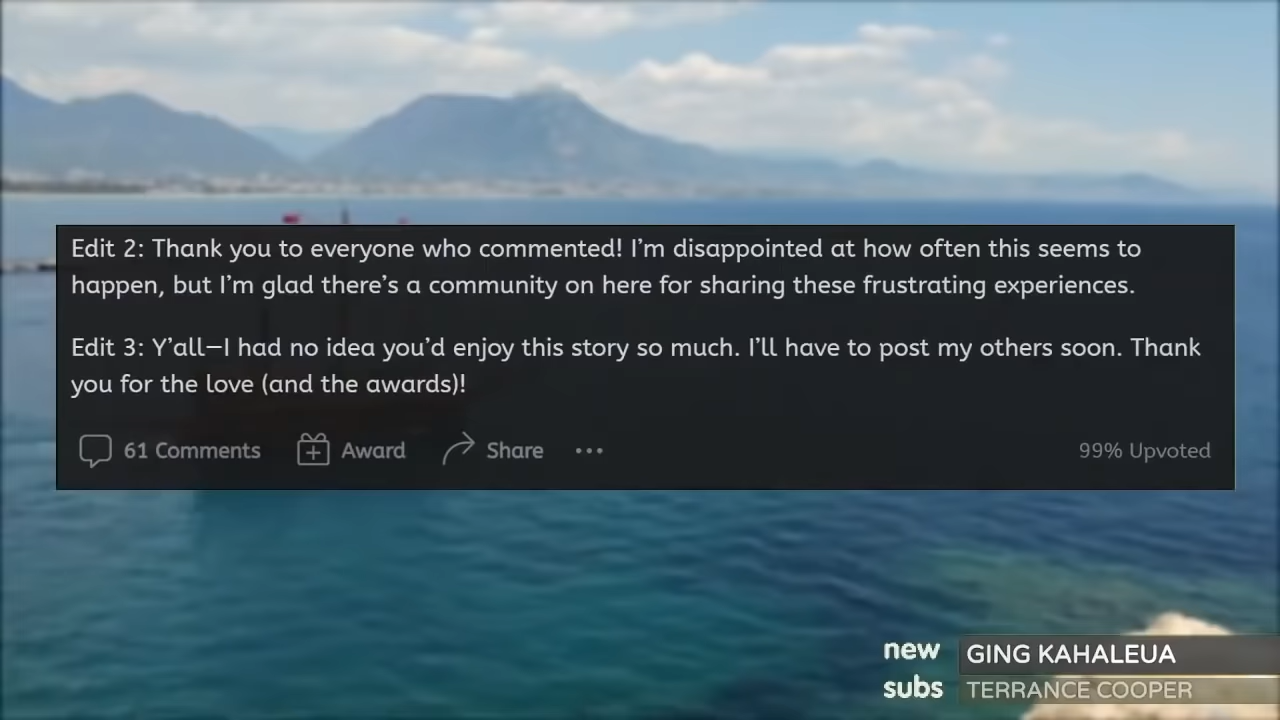 Edit 2: Thank you to everyone who commented! I’m disappointed at how often this seems to
happen, but I’m glad there’s a community on here for sharing these frustrating experiences.
Edit 3: Y’all—I had no idea you’d enjoy this story so much. I’ll have to post my others soon. Thank
you for the love (and the awards)!
61 Comments Award Share ••• 99% Upvoted
new GING KAHALEUA
subs TERRANCE COOPER